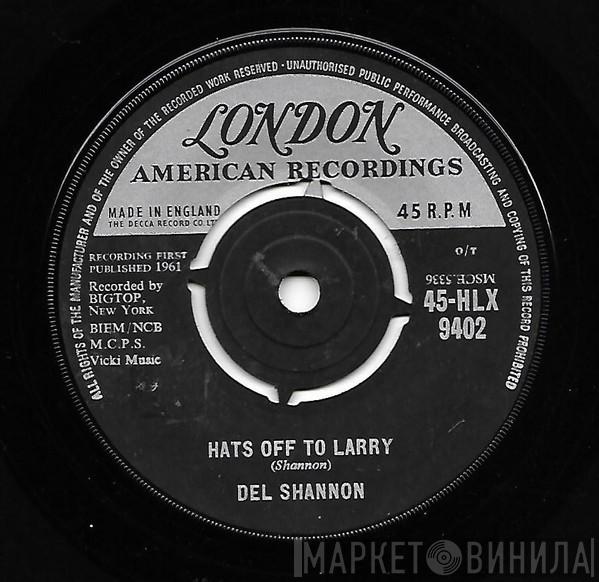 ALL RIGHTS OF THE MANUFACTURER AND OF THE OWNER OF THE RECORDED WORK RESERVED · UNAUTHORISED PUBLIC PERFORMANCE BROADCASTING AND COPYING OF THIS RECORD PROHIBITED
LONDON
AMERICAN RECORDINGS
MADE IN ENGLAND
THE DECCA RECORD CO. LTD
45 R.P.M
RECORDING FIRST
PUBLISHED 1961
Recorded by
BIGTOP,
New York
BIEM/NCB
M.C.P.S.
Vicki Music
O/T
MSCE.5336
45-HLX
9402
HATS OFF TO LARRY
(Shannon)
DEL SHANNON
МАРКЕТ ВИНИЛА